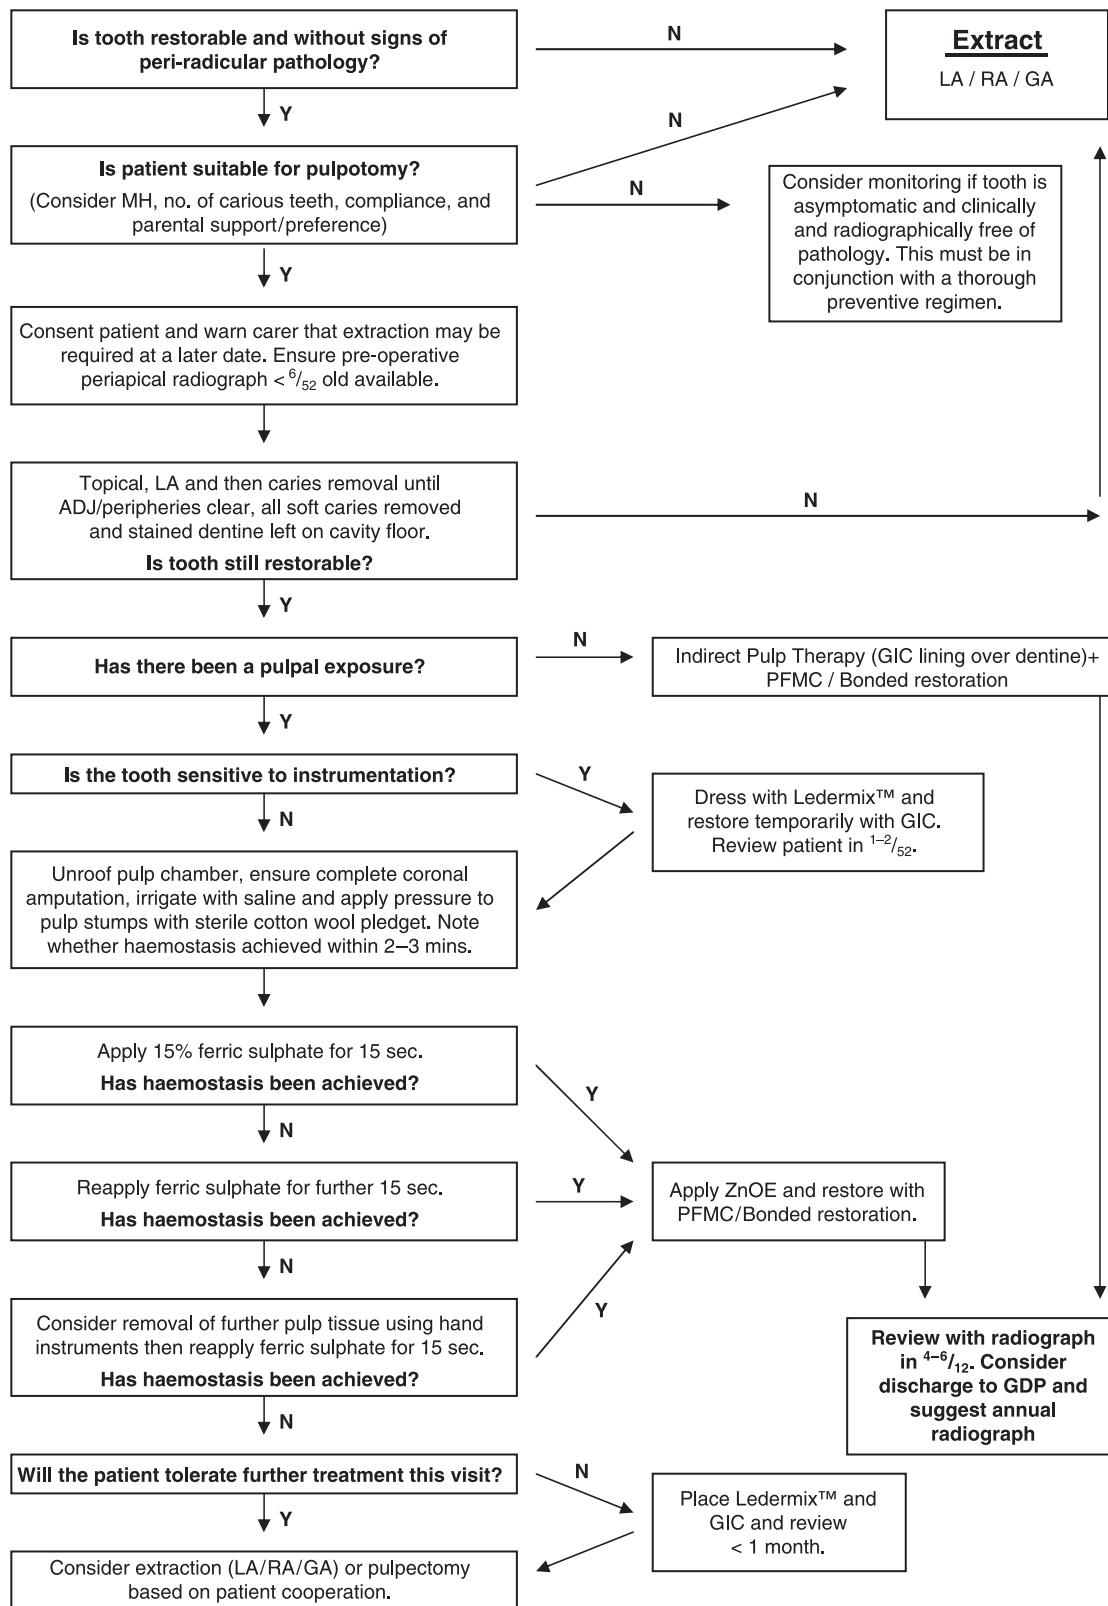 Is tooth restorable and without signs of
peri-radicular pathology?
N
Extract
LA / RA / GA
Y
N
Is patient suitable for pulpotomy?
(Consider MH, no. of carious teeth, compliance, and
parental support/preference)
N
Consider monitoring if tooth is
asymptomatic and clinically
and radiographically free of
pathology. This must be in
conjunction with a thorough
preventive regimen.
Y
Consent patient and warn carer that extraction may be
required at a later date. Ensure pre-operative
periapical radiograph < 6/52 old available.
Topical, LA and then caries removal until
ADJ/peripheries clear, all soft caries removed
and stained dentine left on cavity floor.
Is tooth still restorable?
N
Y
Has there been a pulpal exposure?
N
Indirect Pulp Therapy (GIC lining over dentine)+
PFMC / Bonded restoration
Y
Is the tooth sensitive to instrumentation?
Y
Dress with Ledermix™ and
restore temporarily with GIC.
Review patient in 1–2/52.
N
Unroof pulp chamber, ensure complete coronal
amputation, irrigate with saline and apply pressure to
pulp stumps with sterile cotton wool pledget. Note
whether haemostasis achieved within 2–3 mins.
Apply 15% ferric sulphate for 15 sec.
Has haemostasis been achieved?
Y
N
Reapply ferric sulphate for further 15 sec.
Has haemostasis been achieved?
Y
Apply ZnOE and restore with
PFMC/Bonded restoration.
N
Consider removal of further pulp tissue using hand
instruments then reapply ferric sulphate for 15 sec.
Has haemostasis been achieved?
Y
Review with radiograph
in 4–6/12. Consider
discharge to GDP and
suggest annual
radiograph
N
Will the patient tolerate further treatment this visit?
N
Place Ledermix™ and
GIC and review
< 1 month.
Y
Consider extraction (LA/RA/GA) or pulpectomy
based on patient cooperation.